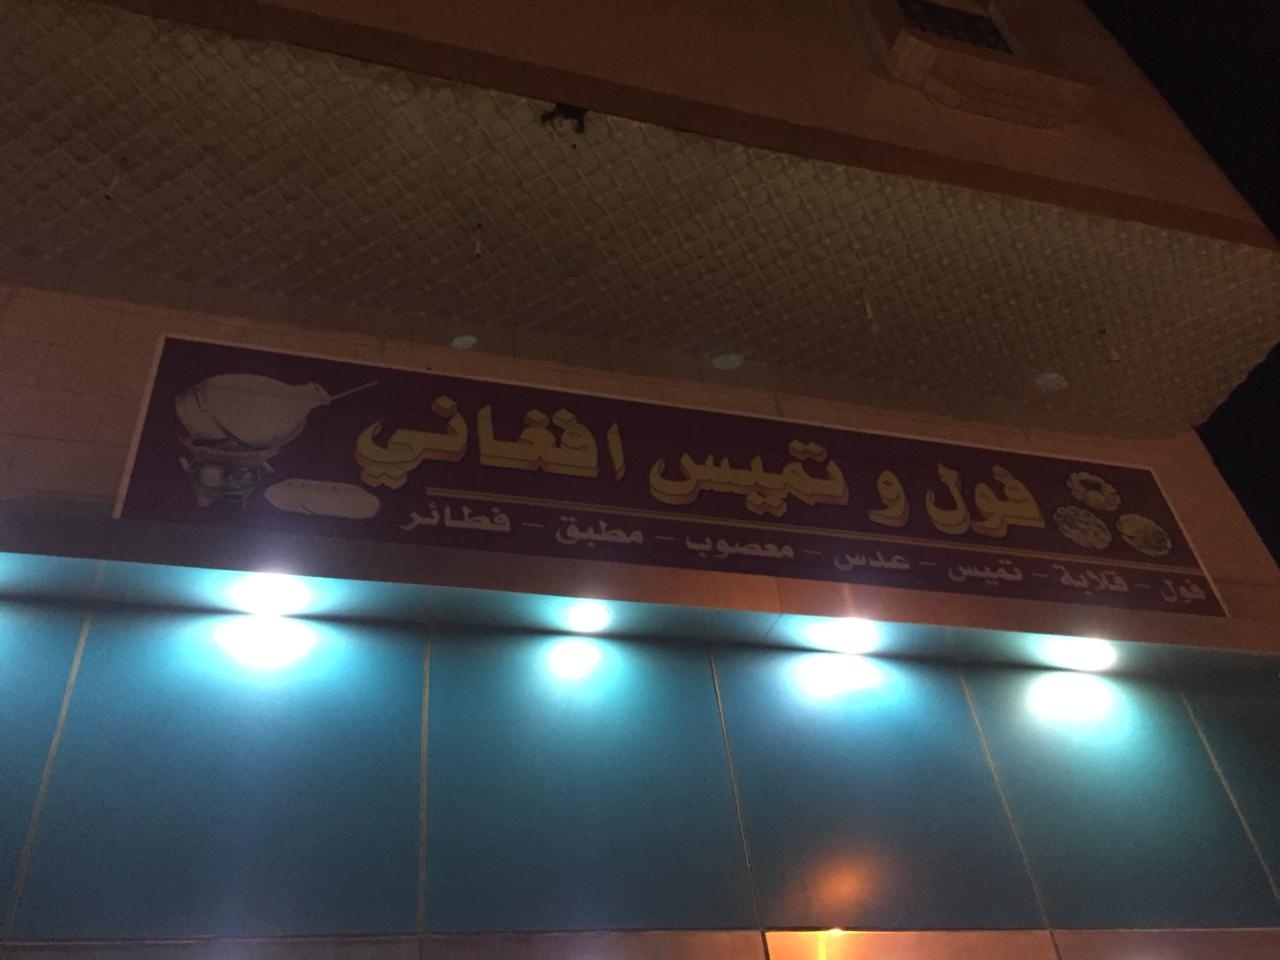 فول و تميس افغاني
فول - قلابة - تميس - عدس - معصوب - مطبق - فطائر